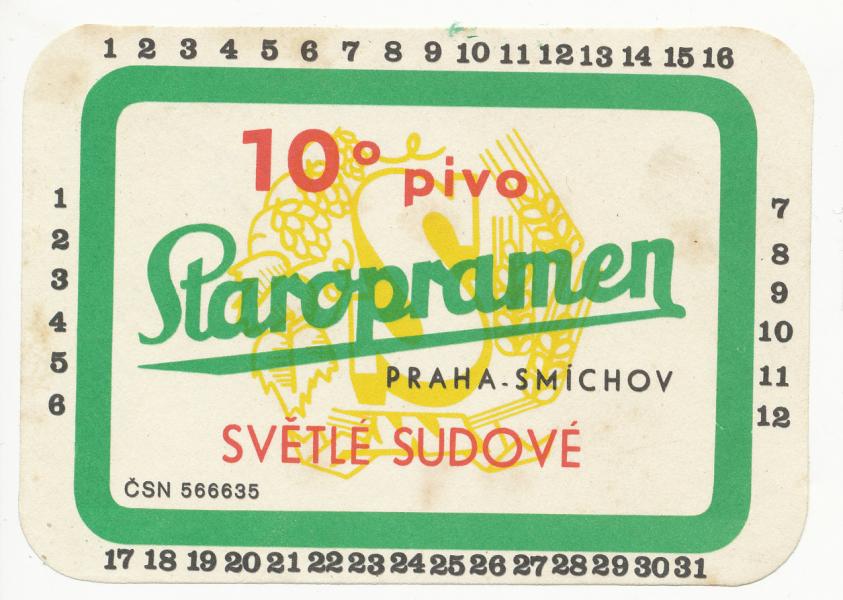 1 2 3 4 5 6 7 8 9 10 11 12 13 14 15 16
10° pivo
S
Staropramen
PRAHA-SMÍCHOV
SVĚTLÉ SUDOVÉ
ČSN 566635
1
2
3
4
5
6
7
8
9
10
11
12
17 18 19 20 21 22 23 24 25 26 27 28 29 30 31